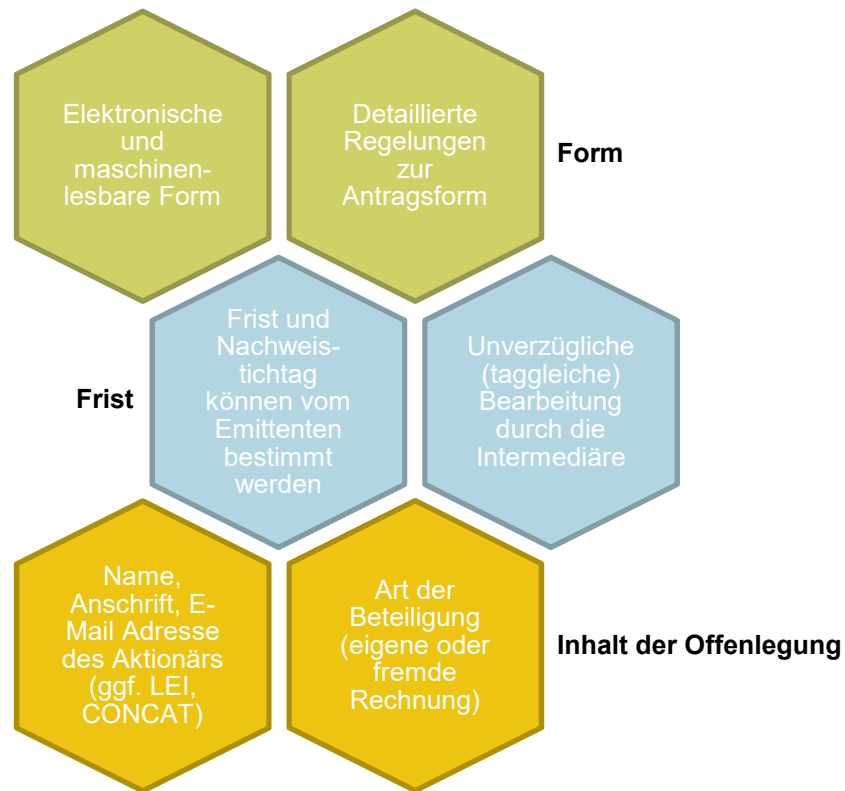 Elektronische
und
maschinen-
lesbare Form
Detaillierte
Regelungen
zur
Antragsform
Form
Frist
Frist und
Nachweis-
tichtag
können vom
Emittenten
bestimmt
werden
Unverzügliche
(taggleiche)
Bearbeitung
durch die
Intermediäre
Name,
Anschrift, E-
Mail Adresse
des Aktionärs
(ggf. LEI,
CONCAT)
Art der
Beteiligung
(eigene oder
fremde
Rechnung)
Inhalt der Offenlegung